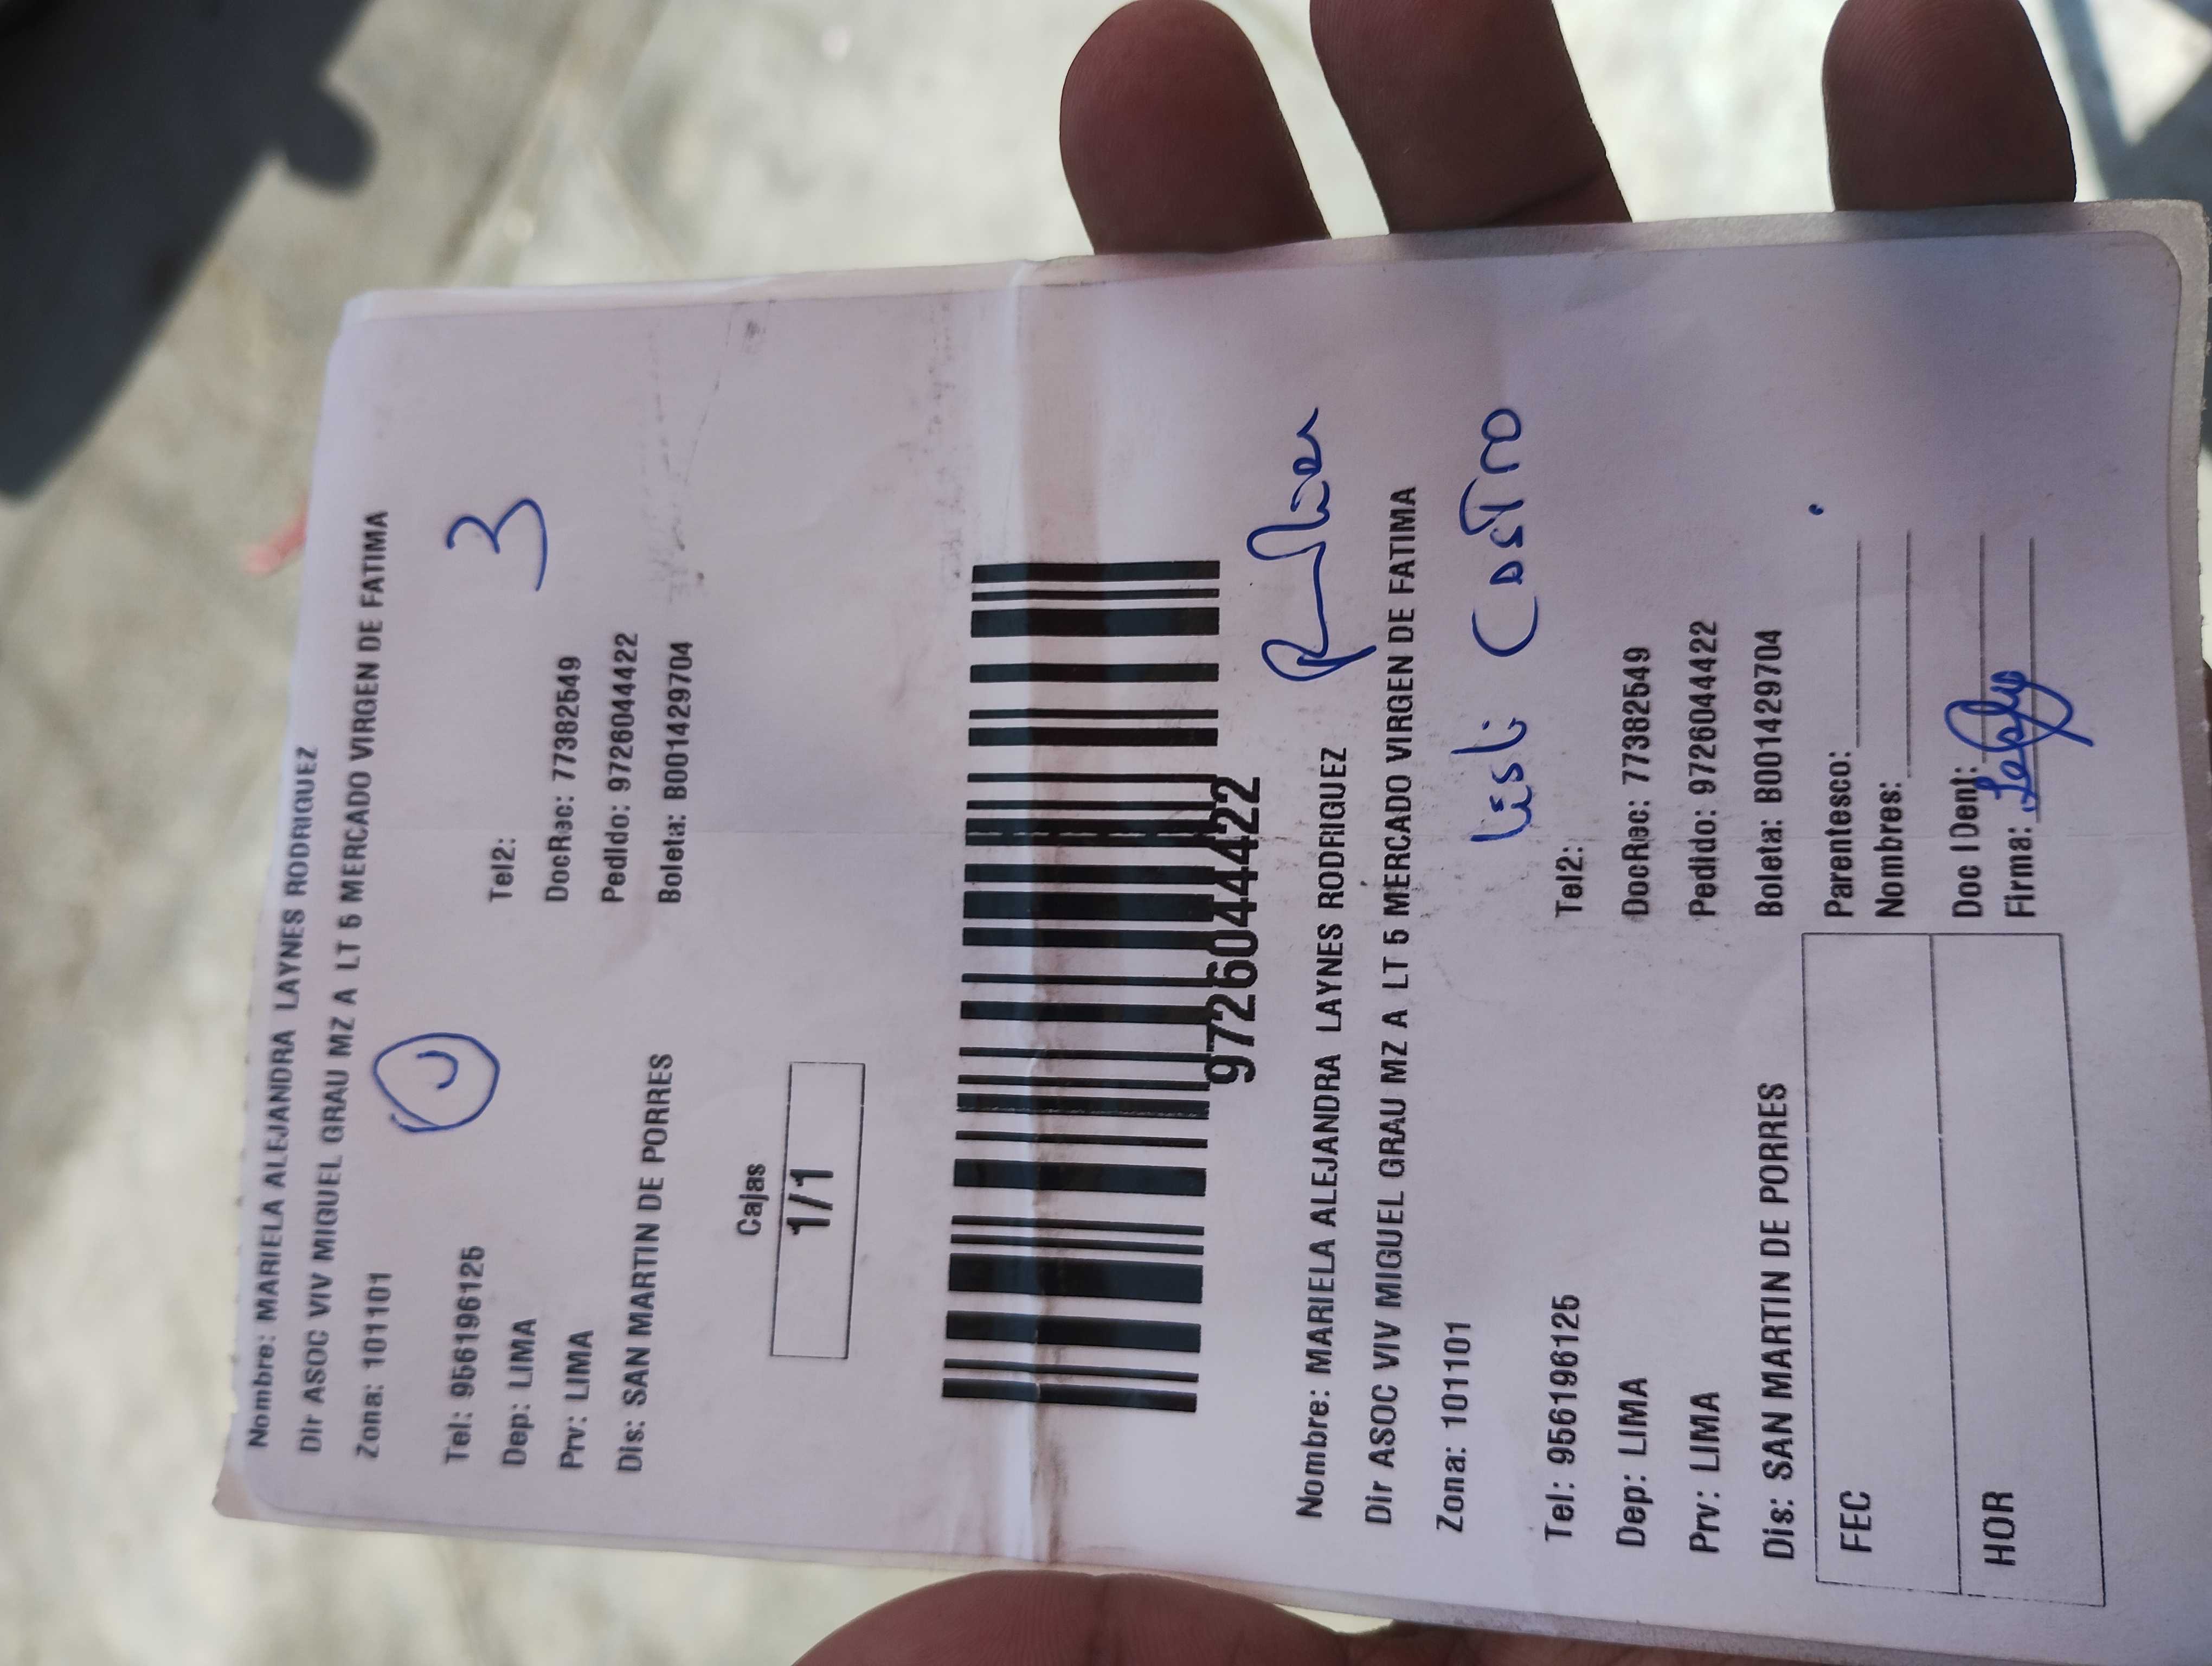 Nombre: MARIELA ALEJANDRA LAYNES RODRIGUEZ
Dir ASOC VIV MIGUEL GRAU MZ A LT 5 MERCADO VIRGEN DE FATIMA
Zona: 101101
3
Tel: 956196125 Tel2:
Dep: LIMA DocRec: 77382549
Prv: LIMA Pedido: 972604422
Dis: SAN MARTIN DE PORRES Boleta: B001429704
Cajas
1/1
9726044422
Nombre: MARIELA ALEJANDRA LAYNES RODRIGUEZ
Dir ASOC VIV MIGUEL GRAU MZ A LT 5 MERCADO VIRGEN DE FATIMA
Zona: 101101
Lesli Castro
Tel: 956196125 Tel2:
Dep: LIMA DocRec: 77382549
Prv: LIMA Pedido: 9726044422
Dis: SAN MARTIN DE PORRES Boleta: B001429704
FEC Parentesco:
Nombres:
HOR Doc IDent:
Firma: